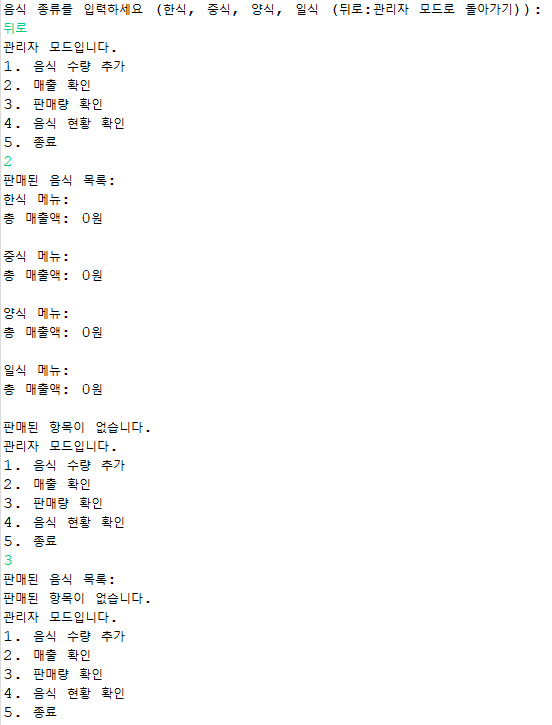 음식 종류를 입력하세요 (한식, 중식, 양식, 일식 (뒤로:관리자 모드로 돌아가기)):
뒤로
관리자 모드입니다.
1. 음식 수량 추가
2. 매출 확인
3. 판매량 확인
4. 음식 현황 확인
5. 종료
2
판매된 음식 목록:
한식 메뉴:
총 매출액: 0원
중식 메뉴:
총 매출액: 0원
양식 메뉴:
총 매출액: 0원
일식 메뉴:
총 매출액: 0원
판매된 항목이 없습니다.
관리자 모드입니다.
1. 음식 수량 추가
2. 매출 확인
3. 판매량 확인
4. 음식 현황 확인
5. 종료
3
판매된 음식 목록:
판매된 항목이 없습니다.
관리자 모드입니다.
1. 음식 수량 추가
2. 매출 확인
3. 판매량 확인
4. 음식 현황 확인
5. 종료